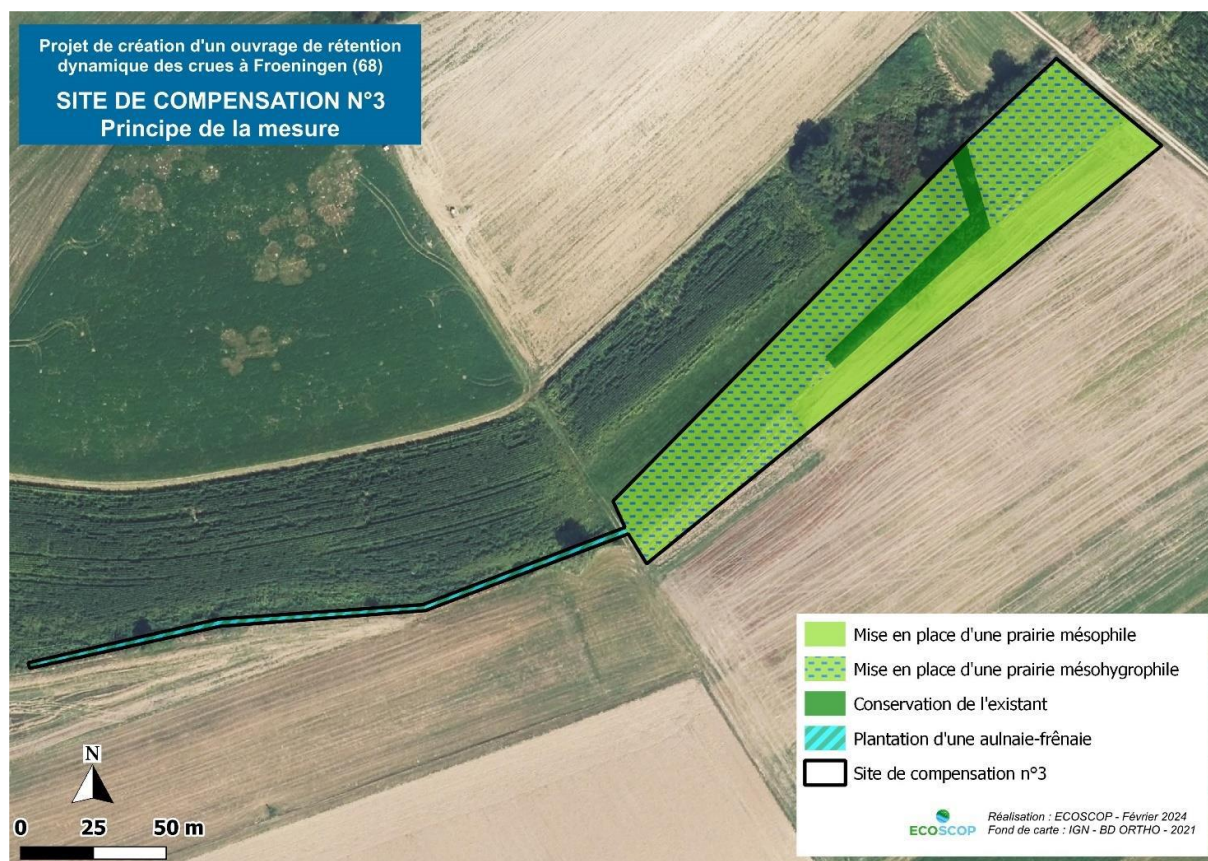 Projet de création d'un ouvrage de rétention
dynamique des crues à Froeningen (68)
SITE DE COMPENSATION N°3
Principe de la mesure
Mise en place d'une prairie mésophile
Mise en place d'une prairie mésohygrophile
Conservation de l'existant
Plantation d'une aulnaie-frênaie
Site de compensation n°3
N
0 25 50 m
ECOSCOP
Réalisation : ECOSCOP - Février 2024
Fond de carte : IGN - BD ORTHO - 2021